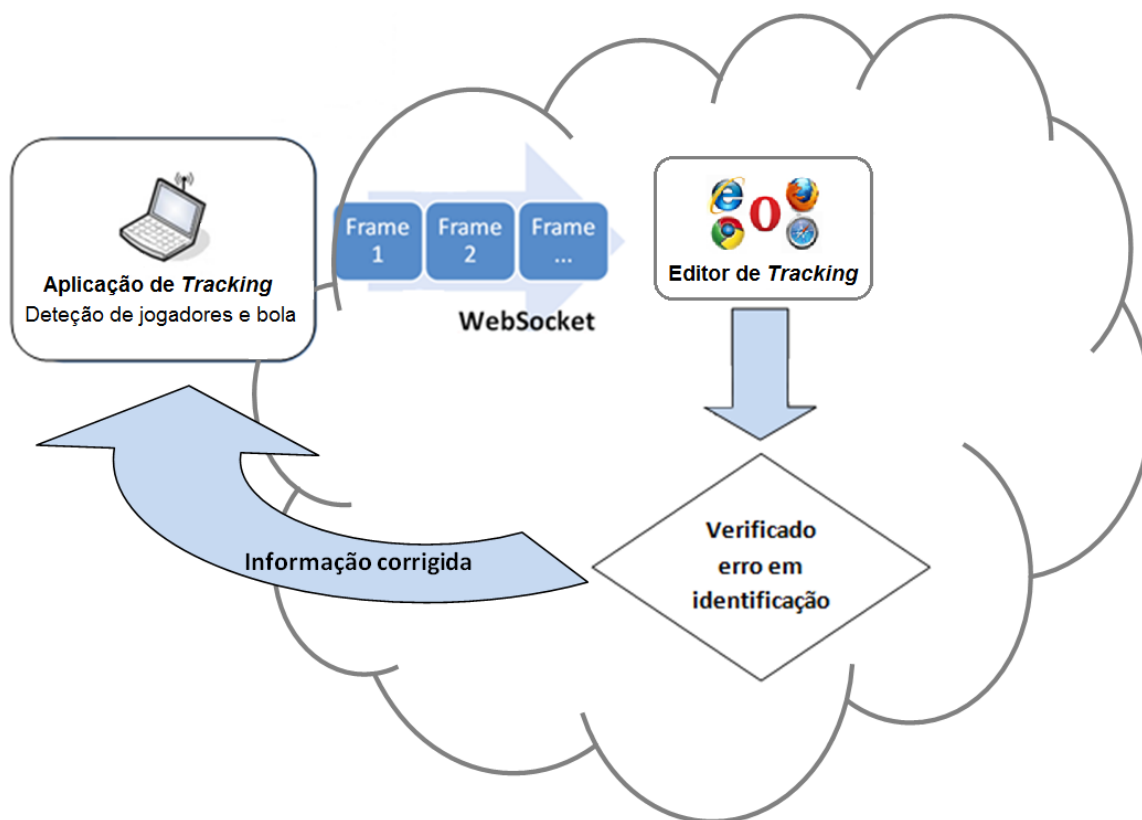 Aplicação de Tracking
Deteção de jogadores e bola
Frame
1
Frame
2
Frame
...
WebSocket
Editor de Tracking
Verificado
erro em
identificação
Informação corrigida